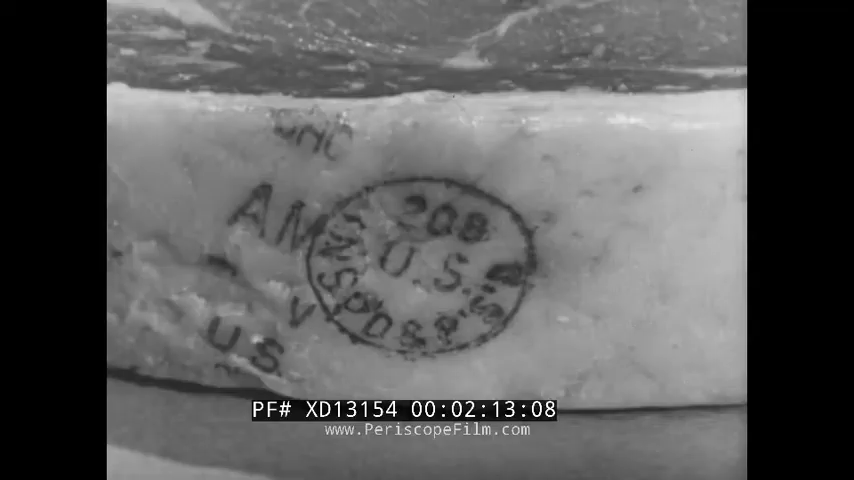 AM
208
U.S.
INSP'D&P'S'D
V
U.S.
PF# XD13154 00:02:13:08
www.PeriscopeFilm.com